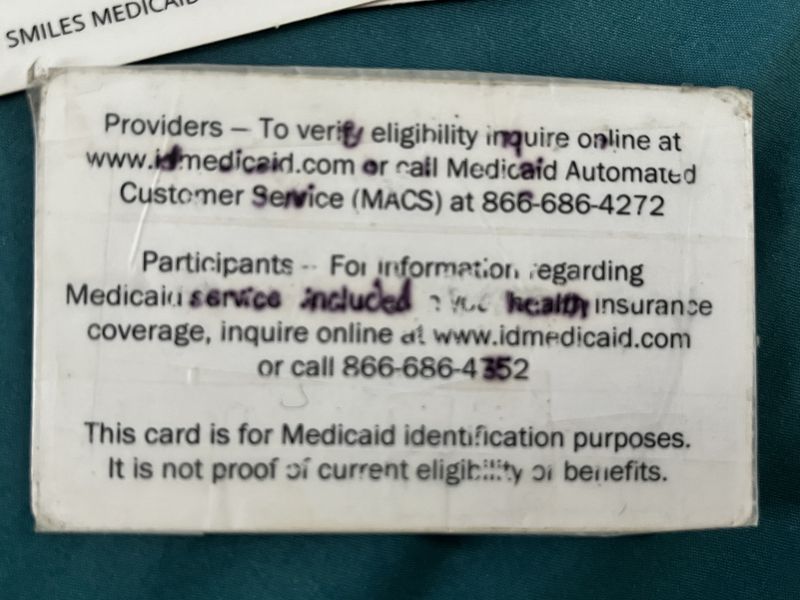 SMILES MEDICAID
Providers – To verify eligibility inquire online at
www.idmedicaid.com or call Medicaid Automated
Customer Service (MACS) at 866-686-4272
Participants -- For information regarding
Medicaid service included health insurance
coverage, inquire online at www.idmedicaid.com
or call 866-686-4352
This card is for Medicaid identification purposes.
It is not proof of current eligibility or benefits.